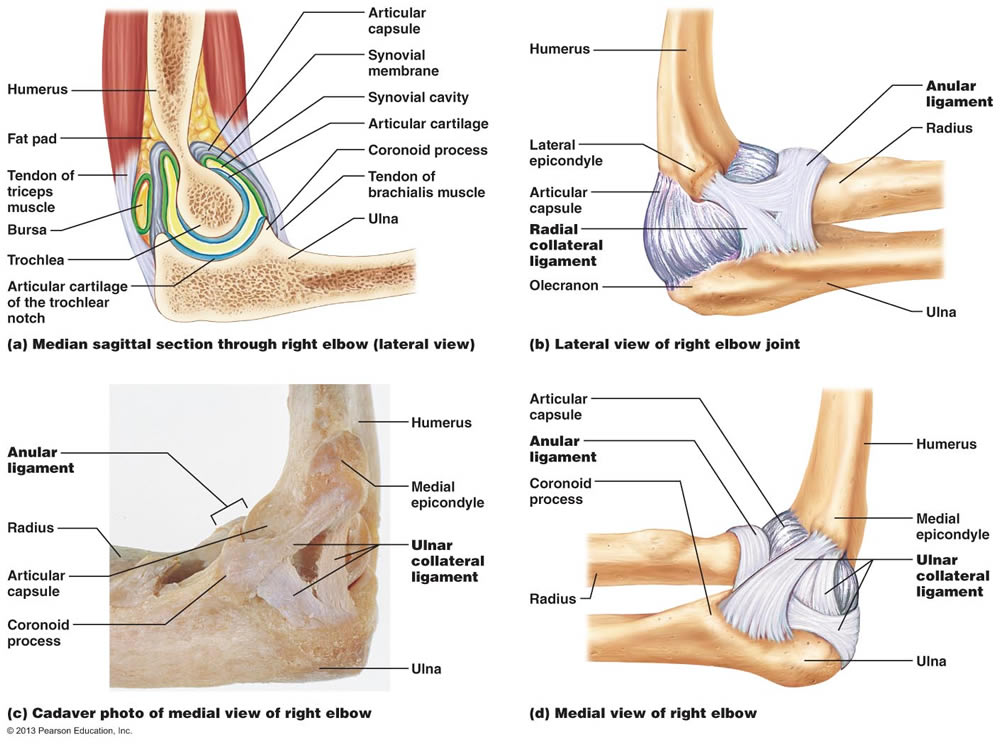 Humerus
Fat pad
Tendon of
triceps
muscle
Bursa
Trochlea
Articular cartilage
of the trochlear
notch
Articular
capsule
Synovial
membrane
Synovial cavity
Articular cartilage
Coronoid process
Tendon of
brachialis muscle
Ulna
(a) Median sagittal section through right elbow (lateral view)
Humerus
Lateral
epicondyle
Articular
capsule
Radial
collateral
ligament
Olecranon
Anular
ligament
Radius
Ulna
(b) Lateral view of right elbow joint
Anular
ligament
Radius
Articular
capsule
Coronoid
process
Humerus
Medial
epicondyle
Ulnar
collateral
ligament
Ulna
(c) Cadaver photo of medial view of right elbow
Articular
capsule
Anular
ligament
Coronoid
process
Radius
Humerus
Medial
epicondyle
Ulnar
collateral
ligament
Ulna
(d) Medial view of right elbow
© 2013 Pearson Education, Inc.